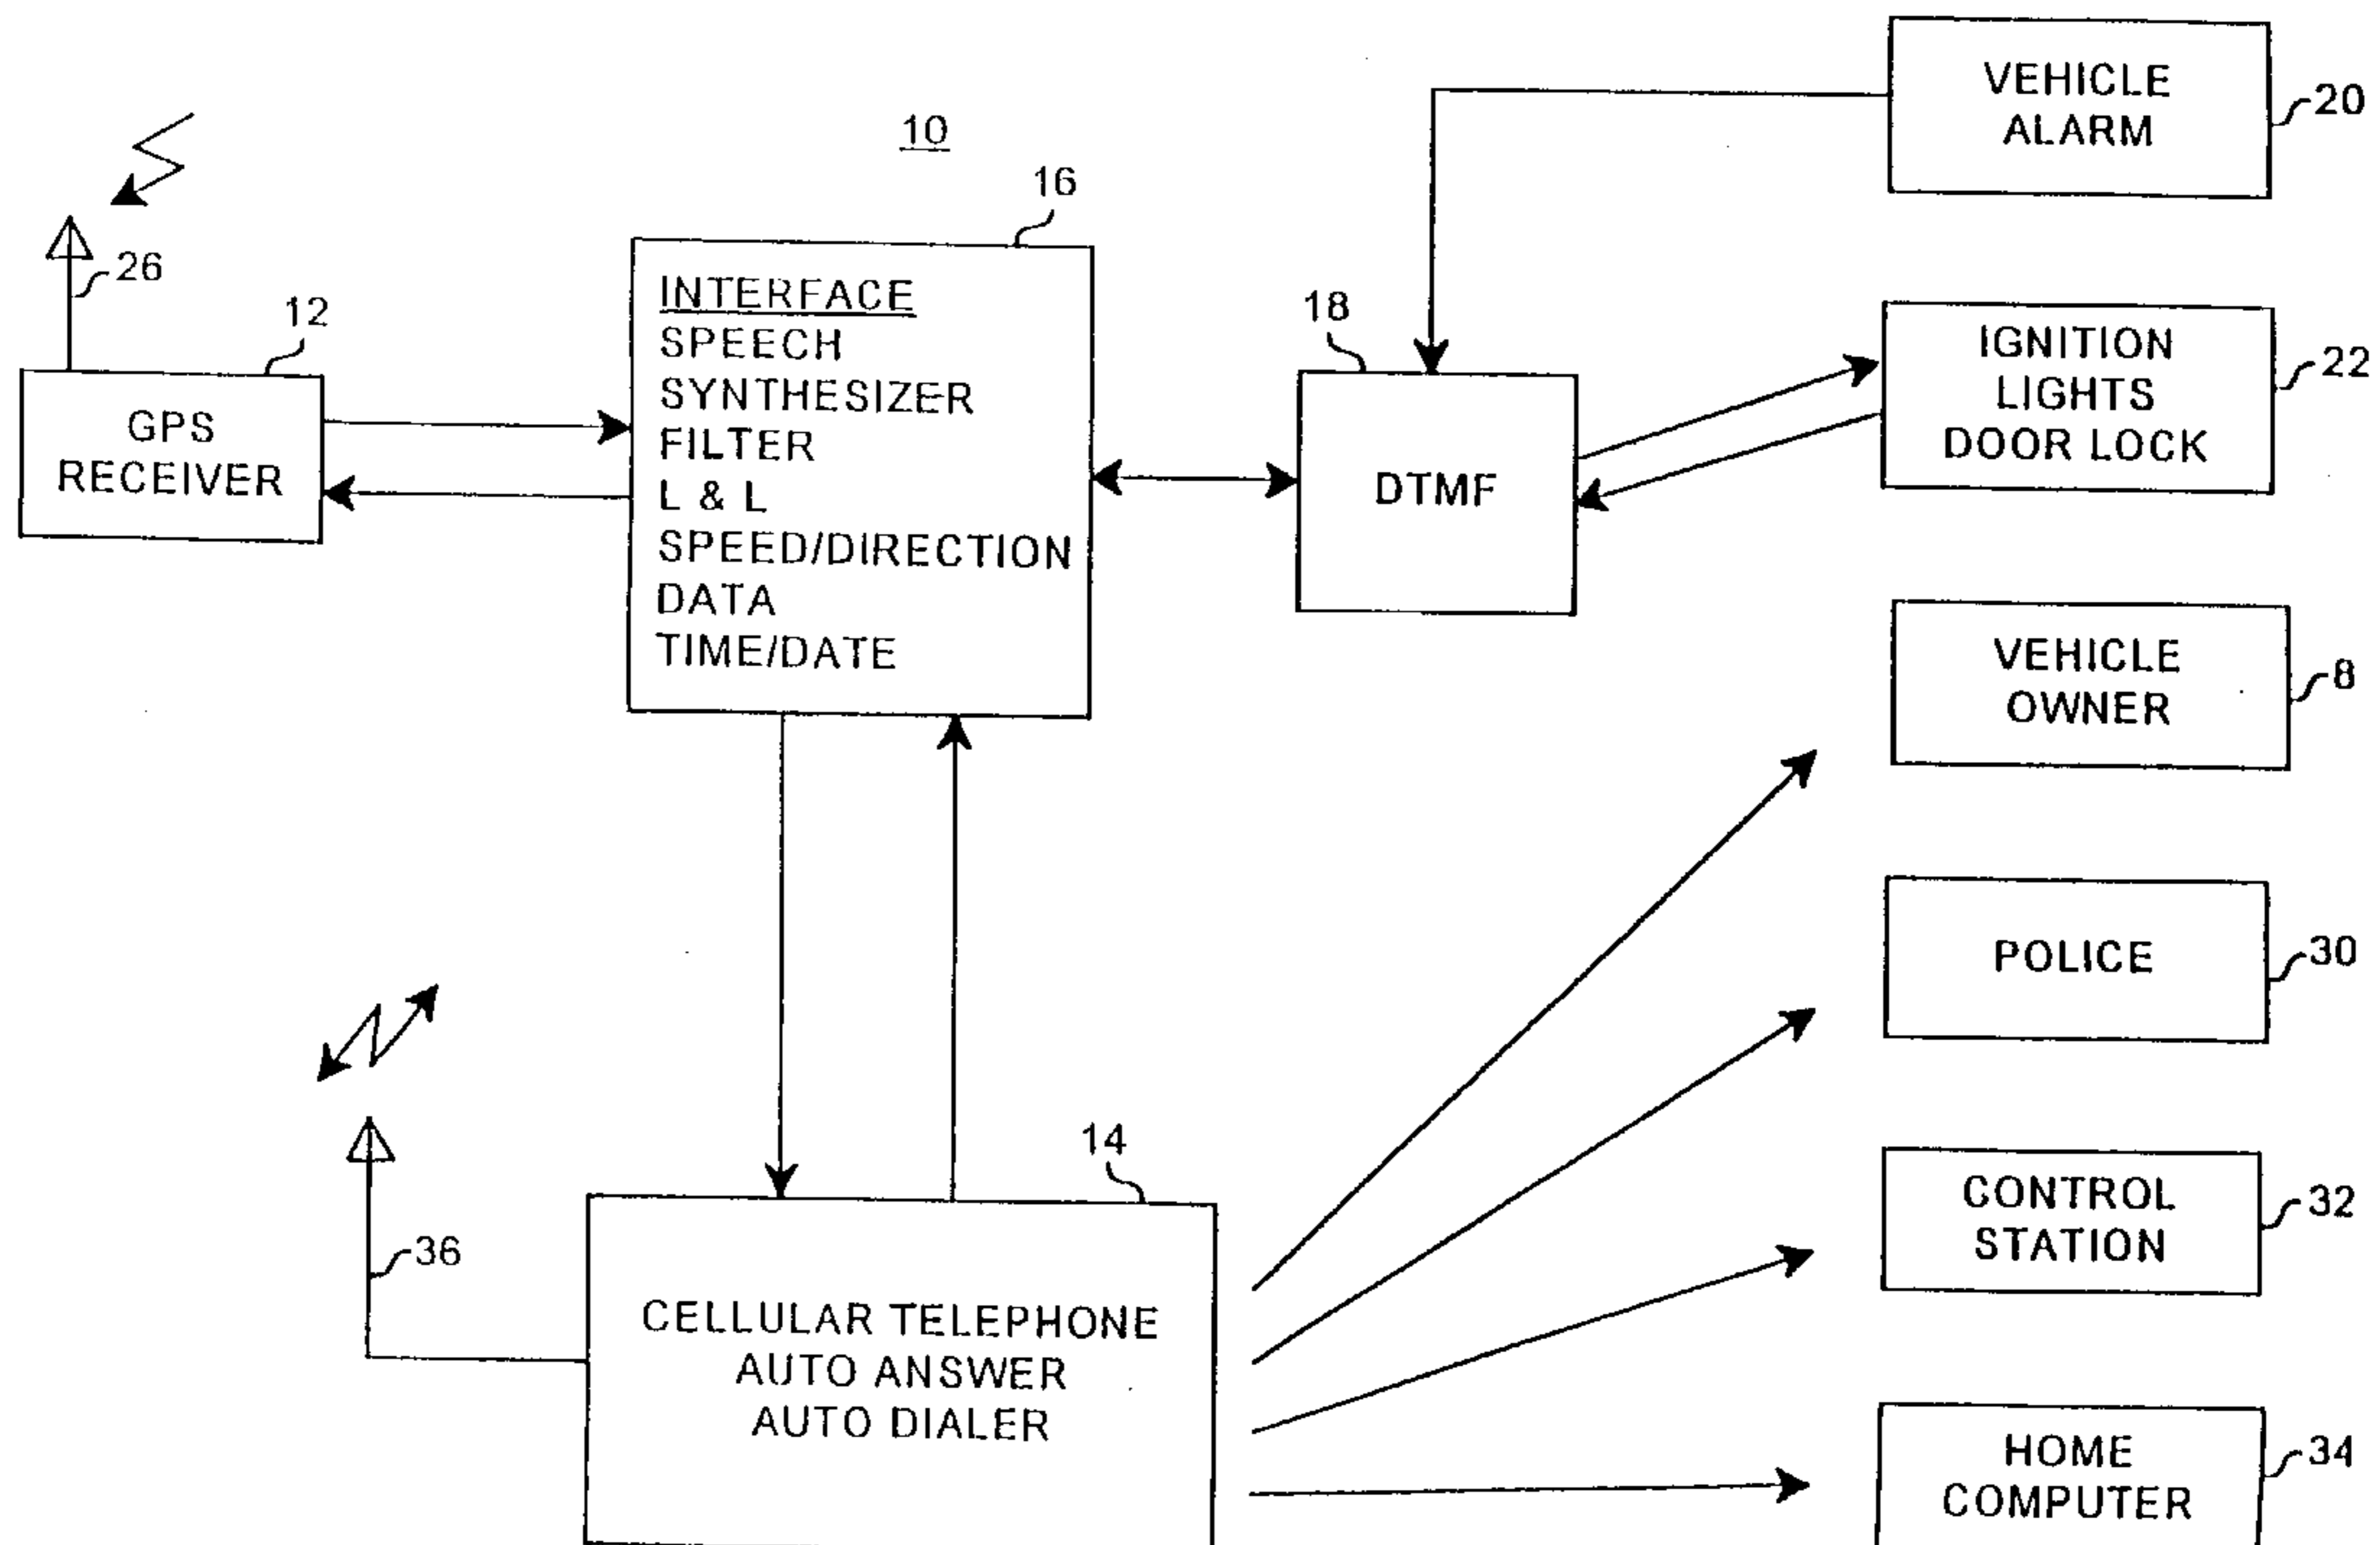 10
26
12
GPS
RECEIVER
16
INTERFACE
SPEECH
SYNTHESIZER
FILTER
L & L
SPEED/DIRECTION
DATA
TIME/DATE
18
DTMF
VEHICLE
ALARM
20
IGNITION
LIGHTS
DOOR LOCK
22
VEHICLE
OWNER
8
POLICE
30
CONTROL
STATION
32
HOME
COMPUTER
34
36
14
CELLULAR TELEPHONE
AUTO ANSWER
AUTO DIALER